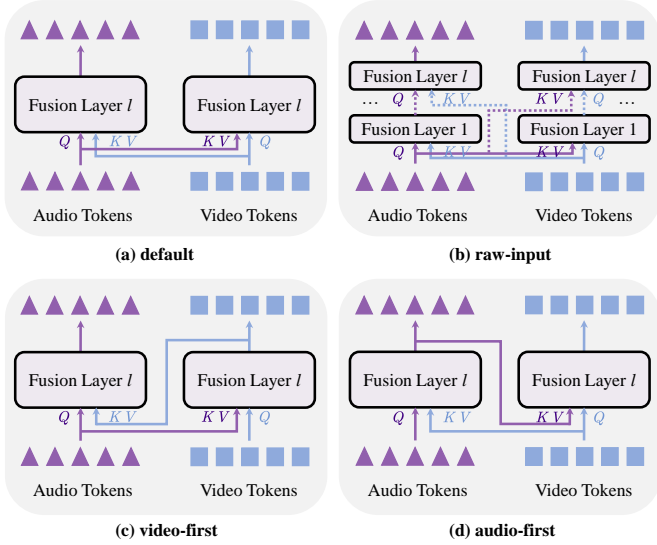 Fusion Layer l
Fusion Layer l
Q
K V
K V
Q
Audio Tokens
Video Tokens
(a) default
Fusion Layer l
Fusion Layer l
... Q
K V
K V
Q ...
Fusion Layer 1
Fusion Layer 1
Q
K V
K V
Q
Audio Tokens
Video Tokens
(b) raw-input
Fusion Layer l
Fusion Layer l
Q
K V
K V
Q
Audio Tokens
Video Tokens
(c) video-first
Fusion Layer l
Fusion Layer l
Q
K V
K V
Q
Audio Tokens
Video Tokens
(d) audio-first